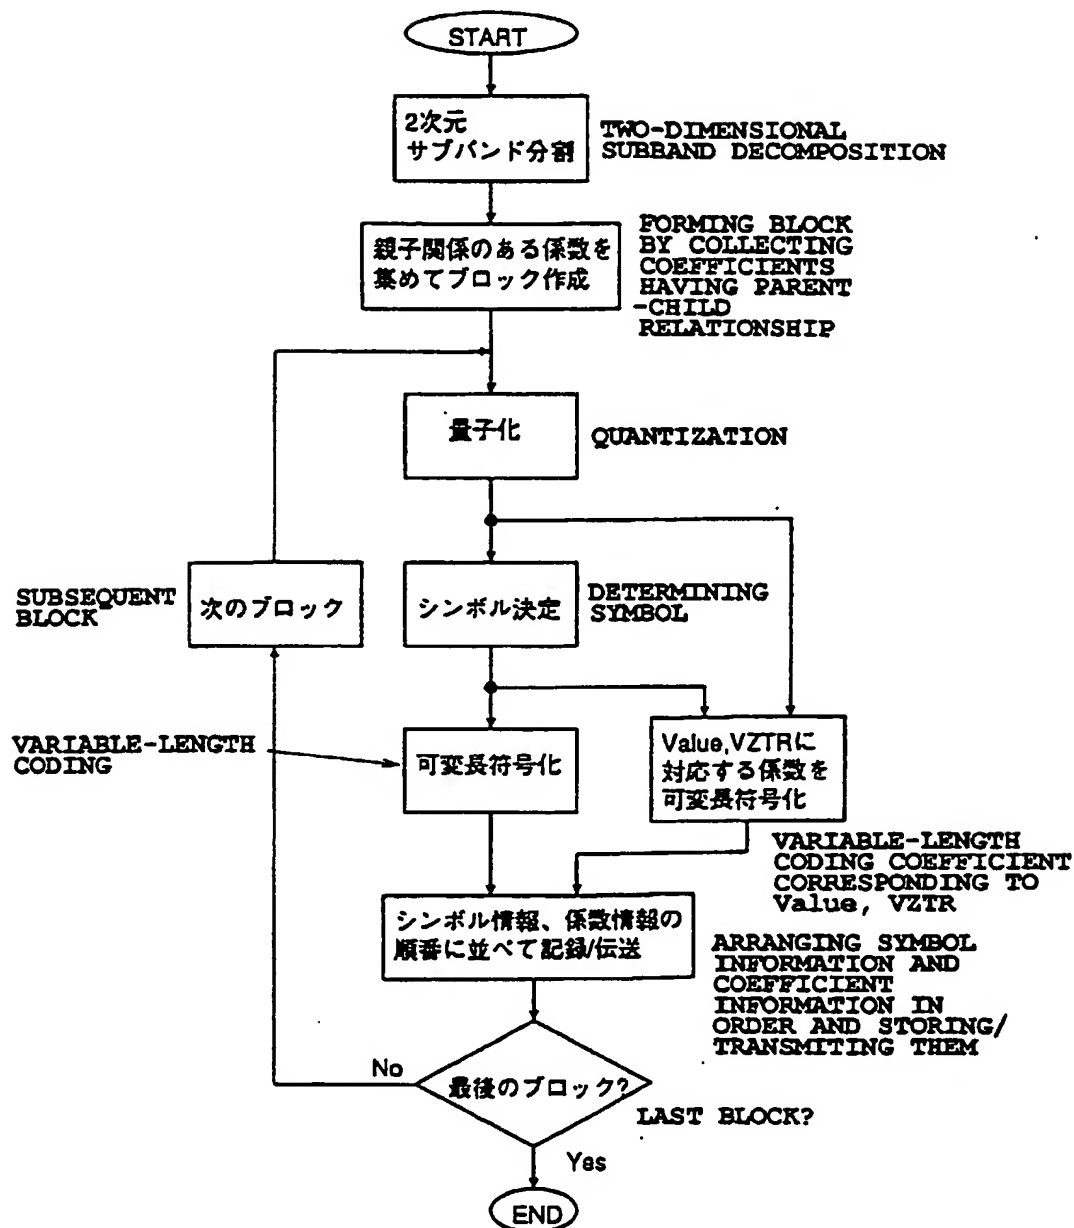 START
2次元
サブバンド分割
TWO-DIMENSIONAL
SUBBAND DECOMPOSITION
親子関係のある係数を
集めてブロック作成
FORMING BLOCK
BY COLLECTING
COEFFICIENTS
HAVING PARENT
-CHILD
RELATIONSHIP
量子化
QUANTIZATION
SUBSEQUENT
BLOCK
次のブロック
シンボル決定
DETERMINING
SYMBOL
VARIABLE-LENGTH
CODING
可変長符号化
Value,VZTRに
対応する係数を
可変長符号化
VARIABLE-LENGTH
CODING COEFFICIENT
CORRESPONDING TO
Value, VZTR
シンボル情報、係数情報の
順番に並べて記録/伝送
ARRANGING SYMBOL
INFORMATION AND
COEFFICIENT
INFORMATION IN
ORDER AND STORING/
TRANSMITING THEM
No
最後のブロック?
LAST BLOCK?
Yes
END